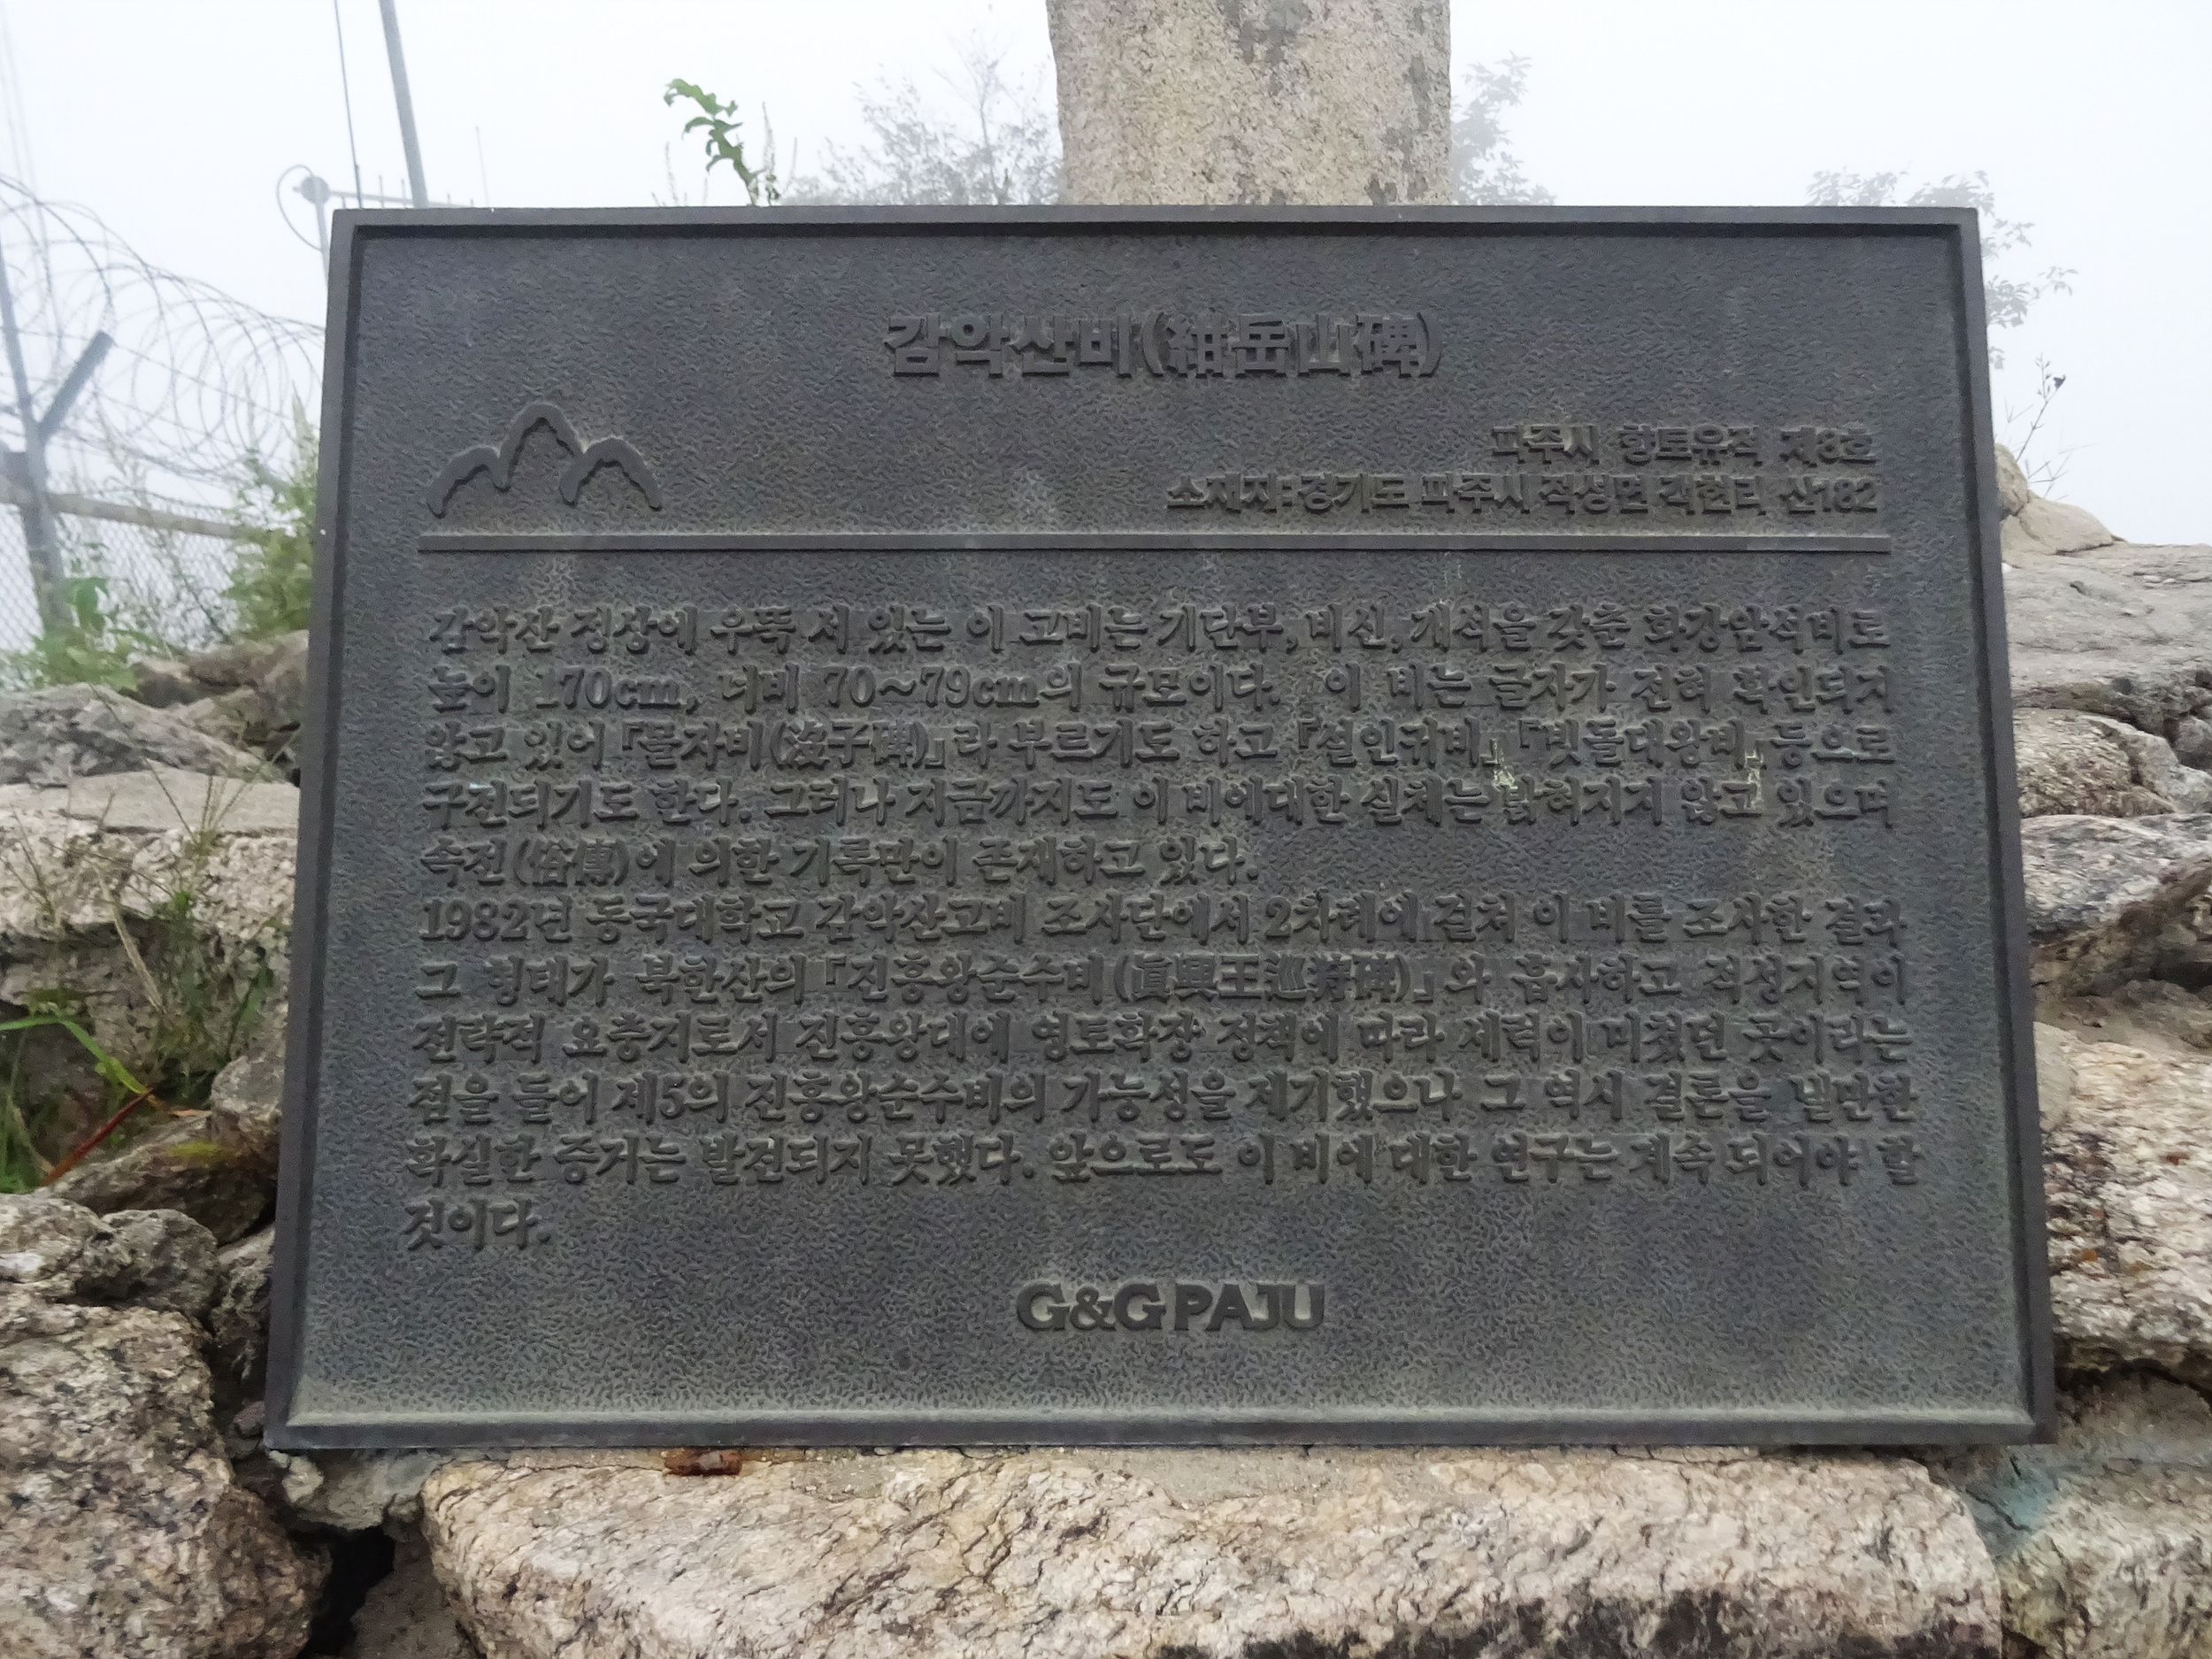 감악산비(紺岳山碑)
파주시 향토유적 제8호
소재지:경기도 파주시 적성면 객현리 산182
감악산 정상에 우뚝 서 있는 이 고비는 기단부, 비신, 개석을 갖춘 화강암석비로
높이 170cm, 너비 70~79cm의 규모이다. 이 비는 글자가 전혀 확인되지
않고 있어 「몰자비(沒字碑)」라 부르기도 하고 「설인귀비」 「빗돌대왕비」 등으로
구전되기도 한다. 그러나 지금까지도 이 비에대한 실체는 밝혀지지 않고 있으며
속전(俗傳)에 의한 기록만이 존재하고 있다.
1982년 동국대학교 감악산고비 조사단에서 2차례에 걸쳐 이 비를 조사한 결과
그 형태가 북한산의 「진흥왕순수비(眞興王巡狩碑)」와 흡사하고 적성지역이
전략적 요충지로서 진흥왕대에 영토확장 정책에 따라 세력이 미쳤던 곳이라는
점을 들어 제5의 진흥왕순수비의 가능성을 제기했으나 그 역시 결론을 낼만한
확실한 증거는 발견되지 못했다. 앞으로도 이 비에 대한 연구는 계속 되어야 할
것이다.
G&G PAJU